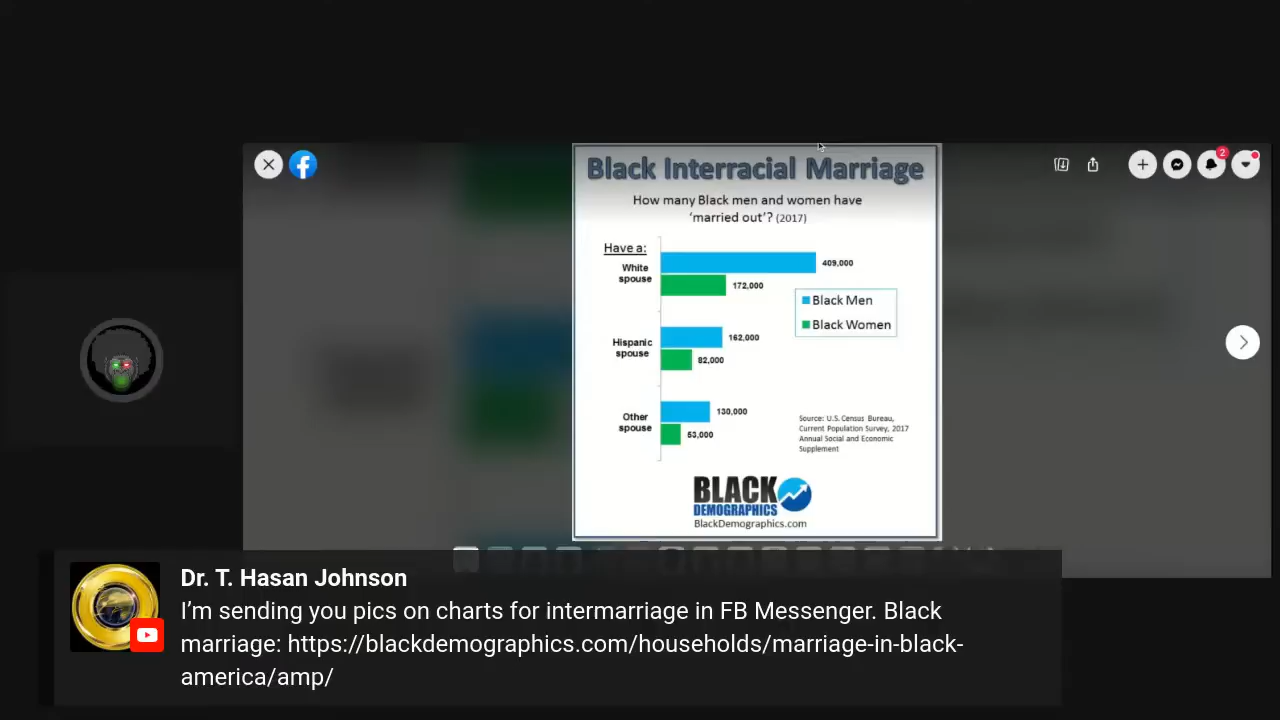 2
Black Interracial Marriage
How many Black men and women have
'married out'? (2017)
Have a:
White
spouse
409,000
172,000
Black Men
Black Women
Hispanic
spouse
162,000
82,000
Other
spouse
130,000
53,000
Source: U.S. Census Bureau,
Current Population Survey, 2017
Annual Social and Economic
Supplement
BLACK
DEMOGRAPHICS
BlackDemographics.com
Dr. T. Hasan Johnson
I’m sending you pics on charts for intermarriage in FB Messenger. Black
marriage: https://blackdemographics.com/households/marriage-in-black-
america/amp/